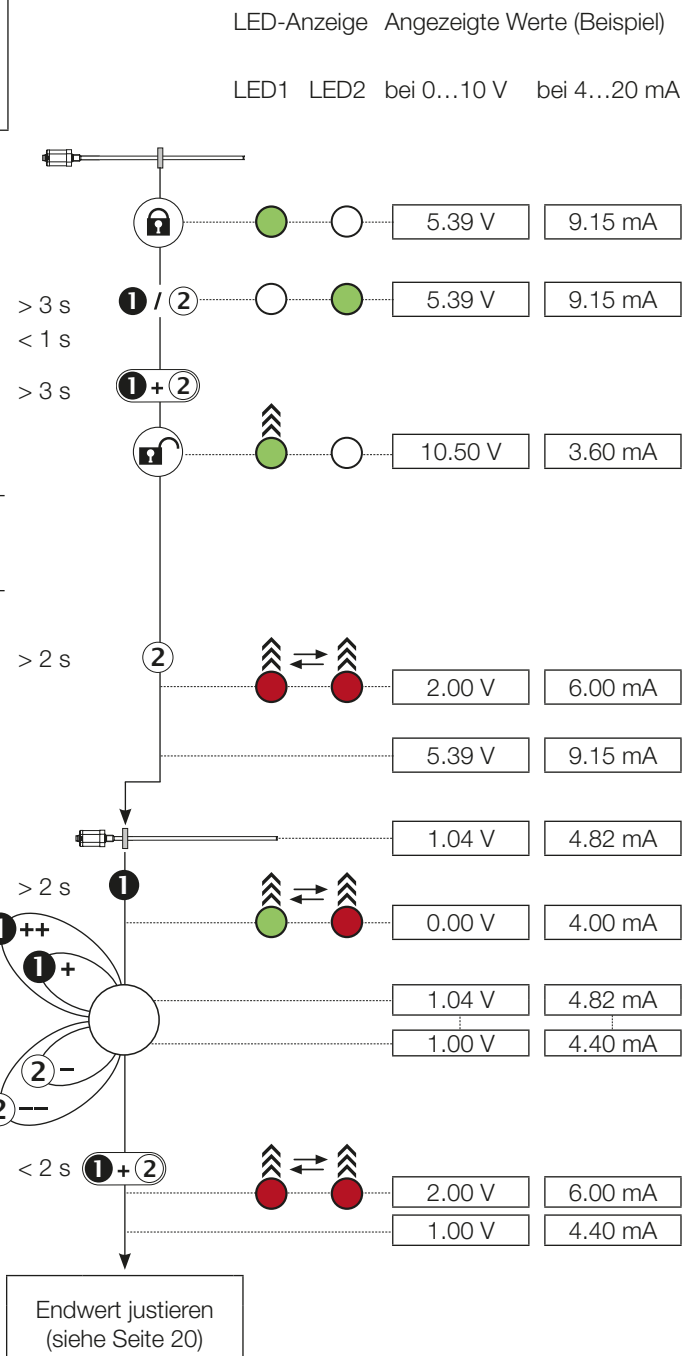 LED-Anzeige Angezeigte Werte (Beispiel)
LED1 LED2 bei 0…10 V bei 4…20 mA
5.39 V 9.15 mA
> 3 s 1 / 2 5.39 V 9.15 mA
< 1 s
> 3 s 1 + 2
10.50 V 3.60 mA
> 2 s 2
2.00 V 6.00 mA
5.39 V 9.15 mA
1.04 V 4.82 mA
> 2 s 1
0.00 V 4.00 mA
1 ++
1 +
1.04 V 4.82 mA
1.00 V 4.40 mA
2 -
2 --
< 2 s 1 + 2
2.00 V 6.00 mA
1.00 V 4.40 mA
Endwert justieren
(siehe Seite 20)